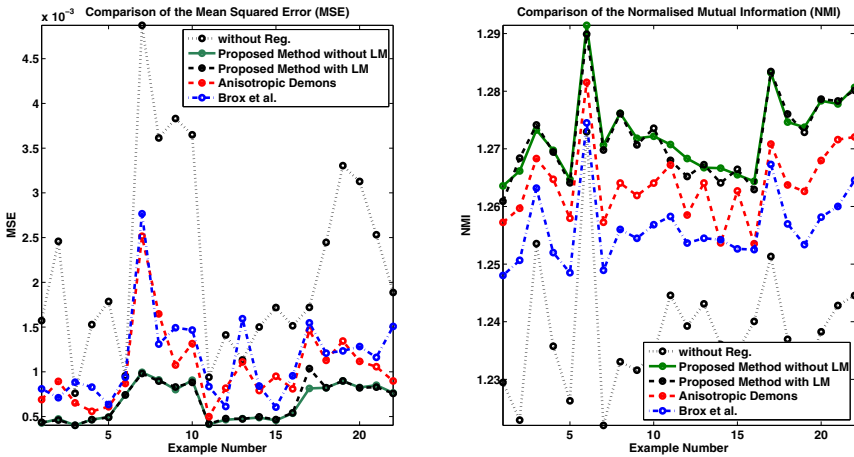 Comparison of the Mean Squared Error (MSE)
x 10⁻³
4.5
4
3.5
3
2.5
2
1.5
1
0.5
MSE
5
10
15
20
Example Number
without Reg.
Proposed Method without LM
Proposed Method with LM
Anisotropic Demons
Brox et al.
Comparison of the Normalised Mutual Information (NMI)
1.29
1.28
1.27
1.26
1.25
1.24
1.23
NMI
5
10
15
20
Example Number
without Reg.
Proposed Method without LM
Proposed Method with LM
Anisotropic Demons
Brox et al.